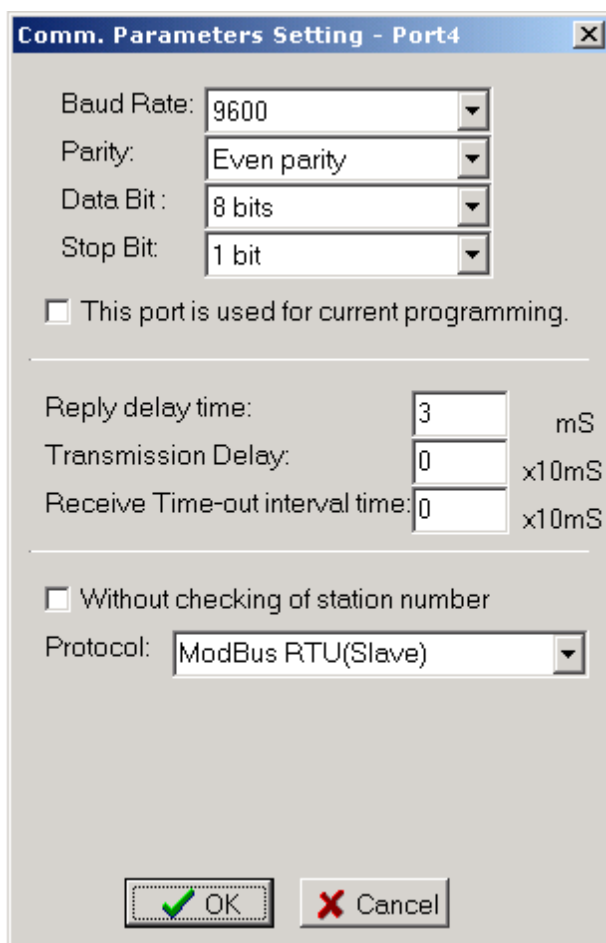 Comm. Parameters Setting - Port4
Baud Rate: 9600
Parity: Even parity
Data Bit : 8 bits
Stop Bit: 1 bit
This port is used for current programming.
Reply delay time: 3 mS
Transmission Delay: 0 x10mS
Receive Time-out interval time: 0 x10mS
Without checking of station number
Protocol: ModBus RTU(Slave)
OK Cancel